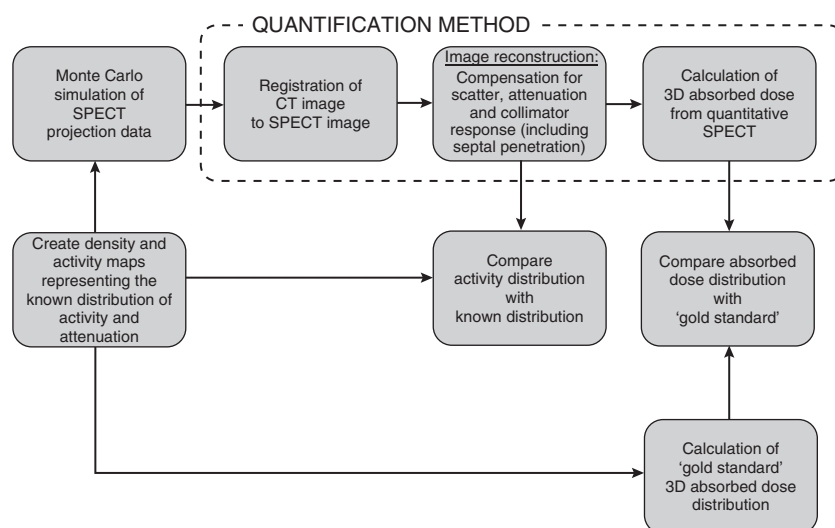 QUANTIFICATION METHOD
Monte Carlo
simulation of
SPECT
projection data
Registration of
CT image
to SPECT image
Image reconstruction:
Compensation for
scatter, attenuation
and collimator
response (including
septal penetration)
Calculation of
3D absorbed dose
from quantitative
SPECT
Create density and
activity maps
representing the
known distribution of
activity and
attenuation
Compare
activity distribution
with
known distribution
Compare absorbed
dose distribution
with
‘gold standard’
Calculation of
‘gold standard’
3D absorbed dose
distribution